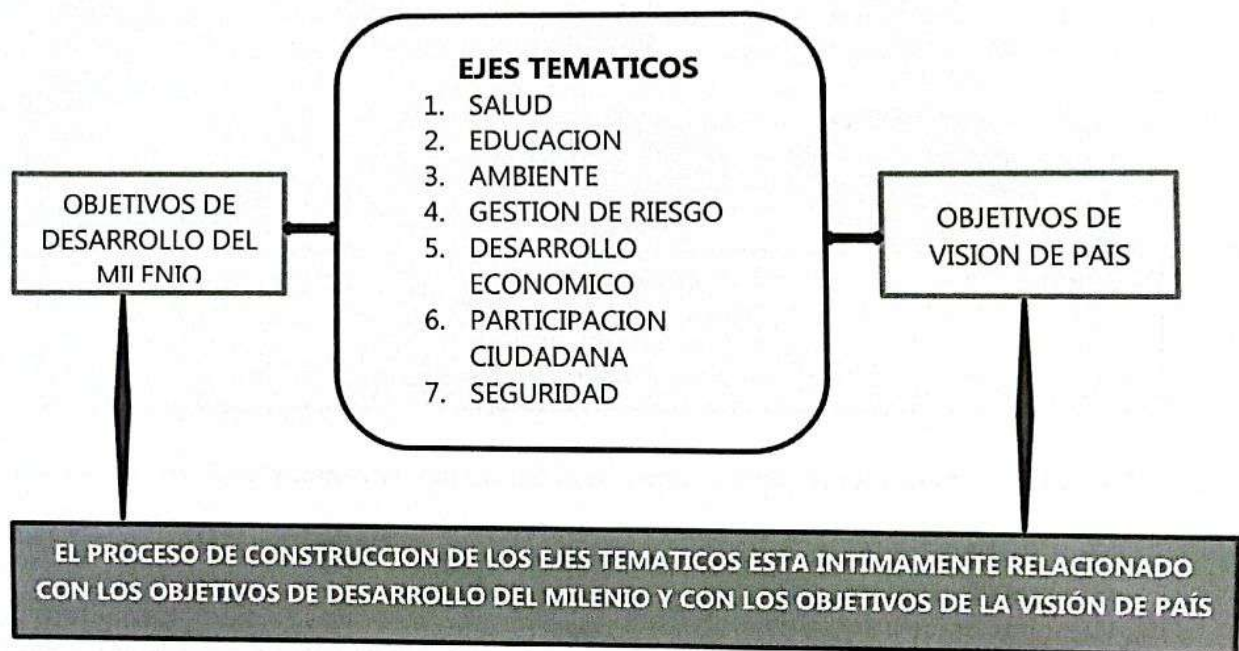 EJES TEMATICOS
1. SALUD
2. EDUCACION
3. AMBIENTE
4. GESTION DE RIESGO
5. DESARROLLO
ECONOMICO
6. PARTICIPACION
CIUDADANA
7. SEGURIDAD
OBJETIVOS DE
DESARROLLO DEL
MILENIO
OBJETIVOS DE
VISION DE PAIS
EL PROCESO DE CONSTRUCCION DE LOS EJES TEMATICOS ESTA INTIMAMENTE RELACIONADO
CON LOS OBJETIVOS DE DESARROLLO DEL MILENIO Y CON LOS OBJETIVOS DE LA VISIÓN DE PAÍS